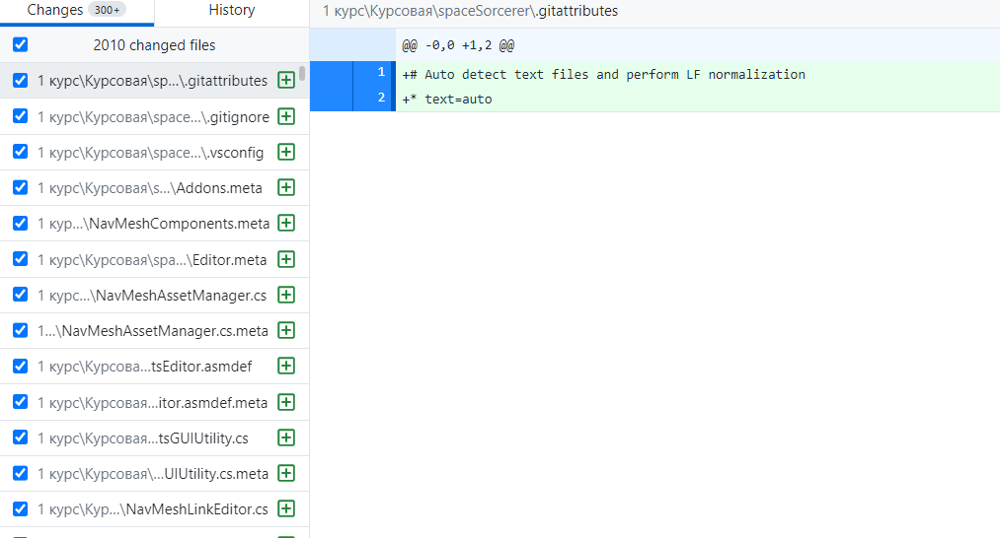 Changes 300+ History
2010 changed files
1 курс\Курсовая\sp...\.gitattributes
1 курс\Курсовая\space...\.gitignore
1 курс\Курсовая\space...\.vsconfig
1 курс\Курсовая\s...\Addons.meta
1 кур...\NavMeshComponents.meta
1 курс\Курсовая\spa...\Editor.meta
1 курс...\NavMeshAssetManager.cs
1...\NavMeshAssetManager.cs.meta
1 курс\Курсова...tsEditor.asmdef
1 курс\Курсовая...itor.asmdef.meta
1 курс\Курсовая...tsGUIUtility.cs
1 курс\Курсовая\...UIUtility.cs.meta
1 курс\Кур...\NavMeshLinkEditor.cs
1 курс\Курсовая\spaceSorcerer\.gitattributes
@@ -0,0 +1,2 @@
1 +# Auto detect text files and perform LF normalization
2 +* text=auto